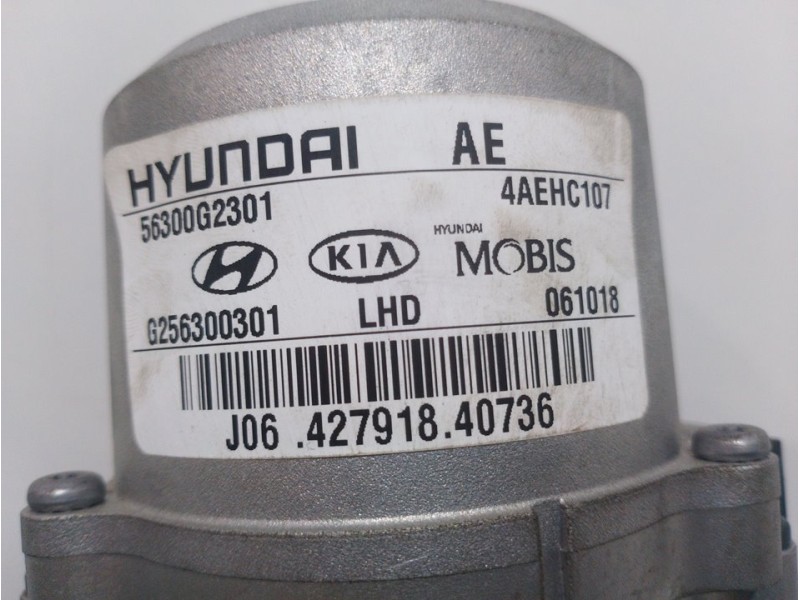 HYUNDAI AE
56300G2301 4AEHC107
KIA HYUNDAI MOBIS
G256300301 LHD 061018
J06 .427918.40736